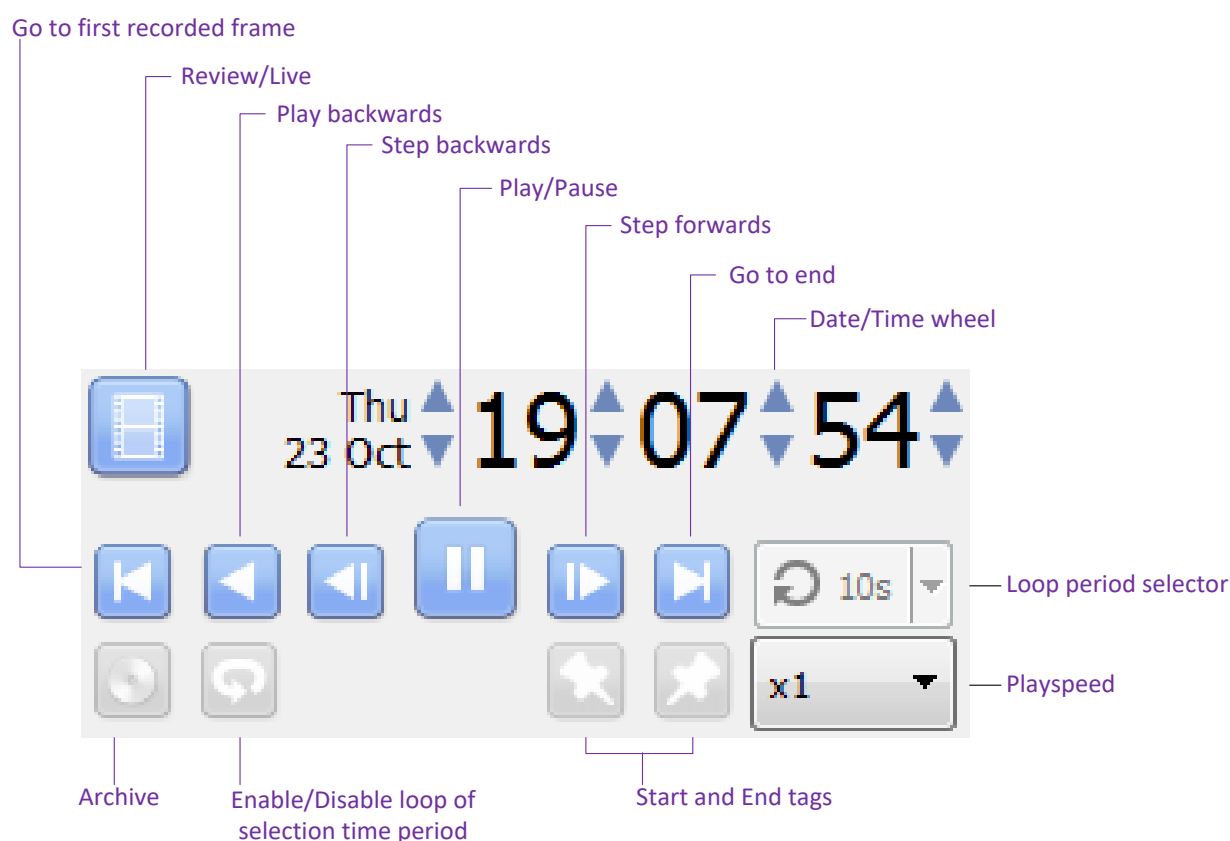 Go to first recorded frame
Review/Live
Play backwards
Step backwards
Play/Pause
Step forwards
Go to end
Date/Time wheel
Thu
23 Oct
19 07 54
10s
Loop period selector
x1
Playspeed
Archive
Enable/Disable loop of
selection time period
Start and End tags